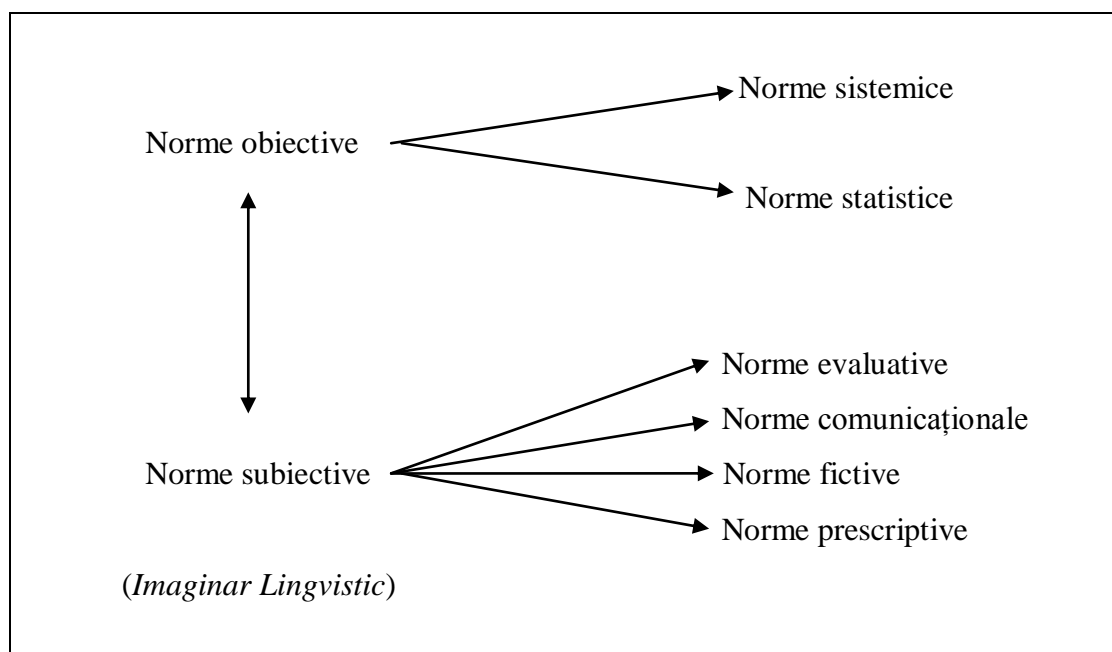 Norme sistemice
Norme obiective
Norme statistice
Norme evaluative
Norme comunicaționale
Norme subiective
Norme fictive
Norme prescriptive
(Imaginar Lingvistic)